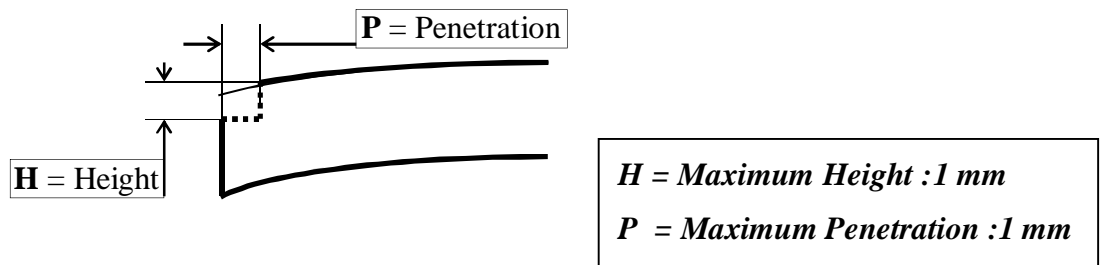 P = Penetration
H = Height
H = Maximum Height :1 mm
P = Maximum Penetration :1 mm